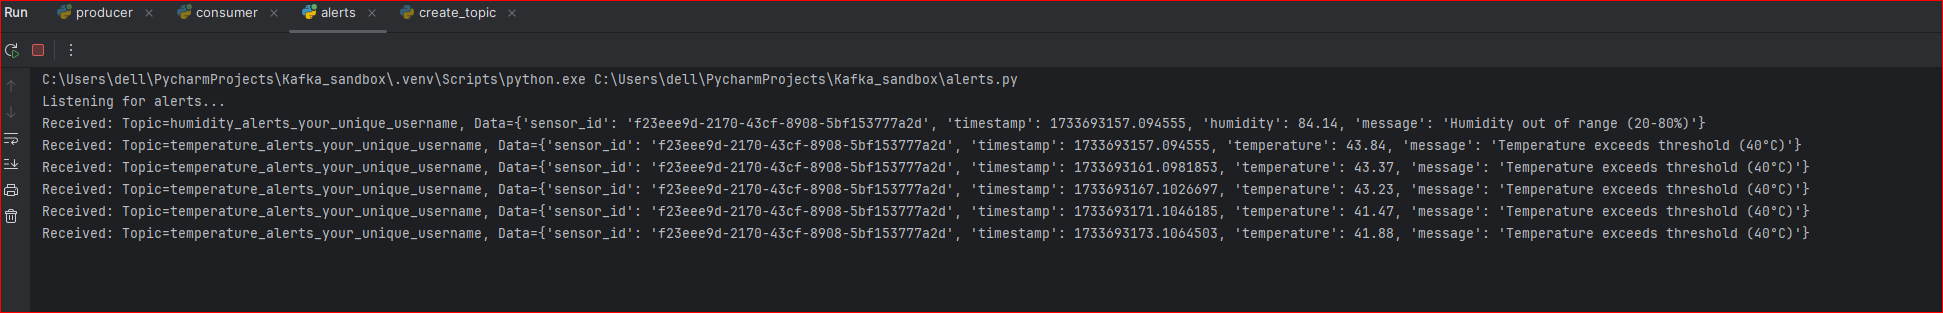 Run producer consumer alerts create_topic
C:\Users\dell\PycharmProjects\Kafka_sandbox\.venv\Scripts\python.exe C:\Users\dell\PycharmProjects\Kafka_sandbox\alerts.py
Listening for alerts...
Received: Topic=humidity_alerts_your_unique_username, Data={'sensor_id': 'f23eee9d-2170-43cf-8908-5bf153777a2d', 'timestamp': 1733693157.094555, 'humidity': 84.14, 'message': 'Humidity out of range (20-80%)'}
Received: Topic=temperature_alerts_your_unique_username, Data={'sensor_id': 'f23eee9d-2170-43cf-8908-5bf153777a2d', 'timestamp': 1733693157.094555, 'temperature': 43.84, 'message': 'Temperature exceeds threshold (40°C)'}
Received: Topic=temperature_alerts_your_unique_username, Data={'sensor_id': 'f23eee9d-2170-43cf-8908-5bf153777a2d', 'timestamp': 1733693161.0981853, 'temperature': 43.37, 'message': 'Temperature exceeds threshold (40°C)'}
Received: Topic=temperature_alerts_your_unique_username, Data={'sensor_id': 'f23eee9d-2170-43cf-8908-5bf153777a2d', 'timestamp': 1733693167.1026697, 'temperature': 43.23, 'message': 'Temperature exceeds threshold (40°C)'}
Received: Topic=temperature_alerts_your_unique_username, Data={'sensor_id': 'f23eee9d-2170-43cf-8908-5bf153777a2d', 'timestamp': 1733693171.1046185, 'temperature': 41.47, 'message': 'Temperature exceeds threshold (40°C)'}
Received: Topic=temperature_alerts_your_unique_username, Data={'sensor_id': 'f23eee9d-2170-43cf-8908-5bf153777a2d', 'timestamp': 1733693173.1064503, 'temperature': 41.88, 'message': 'Temperature exceeds threshold (40°C)'}